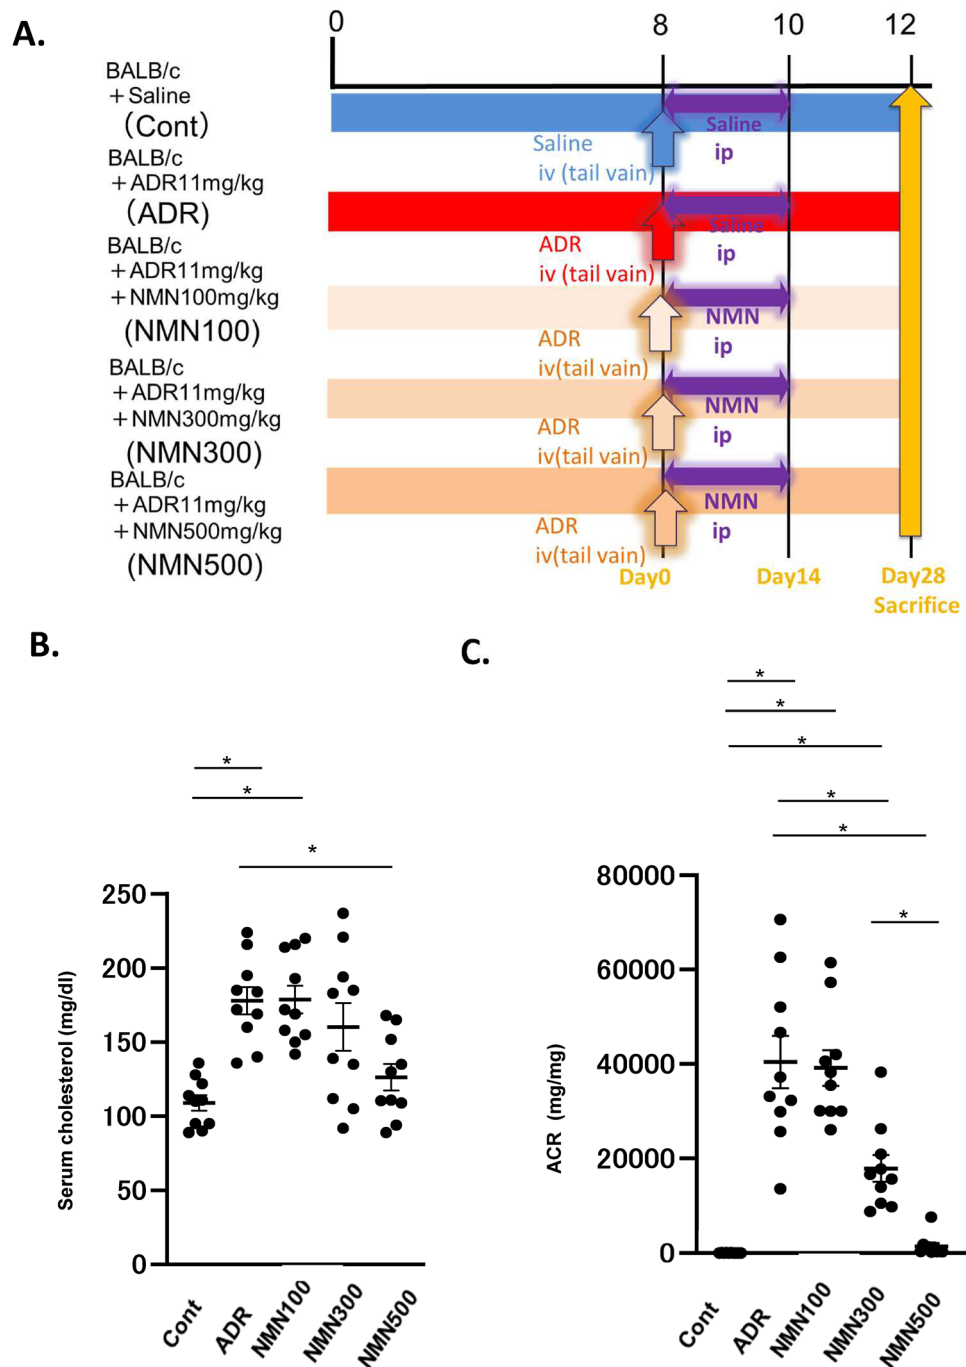 A.
0 8 10 12
BALB/c
＋Saline
（Cont）
Saline
iv (tail vain)
Saline
ip
BALB/c
＋ADR11mg/kg
（ADR)
ADR
iv (tail vain)
Saline
ip
BALB/c
＋ADR11mg/kg
＋NMN100mg/kg
(NMN100)
ADR
iv(tail vain)
NMN
ip
BALB/c
＋ADR11mg/kg
＋NMN300mg/kg
(NMN300)
ADR
iv(tail vain)
NMN
ip
BALB/c
＋ADR11mg/kg
＋NMN500mg/kg
(NMN500)
ADR
iv(tail vain)
NMN
ip
Day0 Day14 Day28
Sacrifice
B.
*
*
*
Serum cholesterol (mg/dl)
250
200
150
100
50
0
Cont ADR NMN100 NMN300 NMN500
C.
*
*
*
*
*
*
ACR (mg/mg)
80000
60000
40000
20000
0
Cont ADR NMN100 NMN300 NMN500